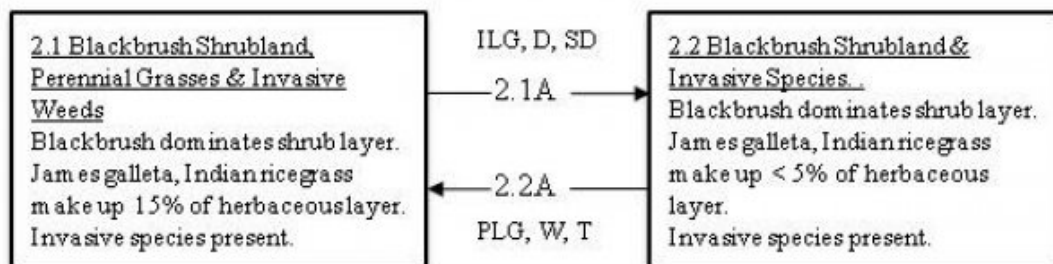 2.1 Blackbrush Shrubland,
Perennial Grasses & Invasive
Weeds
Blackbrush dominates shrub layer.
James galleta, Indian ricegrass
make up 15% of herbaceous layer.
Invasive species present.
ILG, D, SD
2.1A
2.2A
PLG, W, T
2.2 Blackbrush Shrubland &
Invasive Species. .
Blackbrush dominates shrub layer.
James galleta, Indian ricegrass
make up < 5% of herbaceous
layer.
Invasive species present.